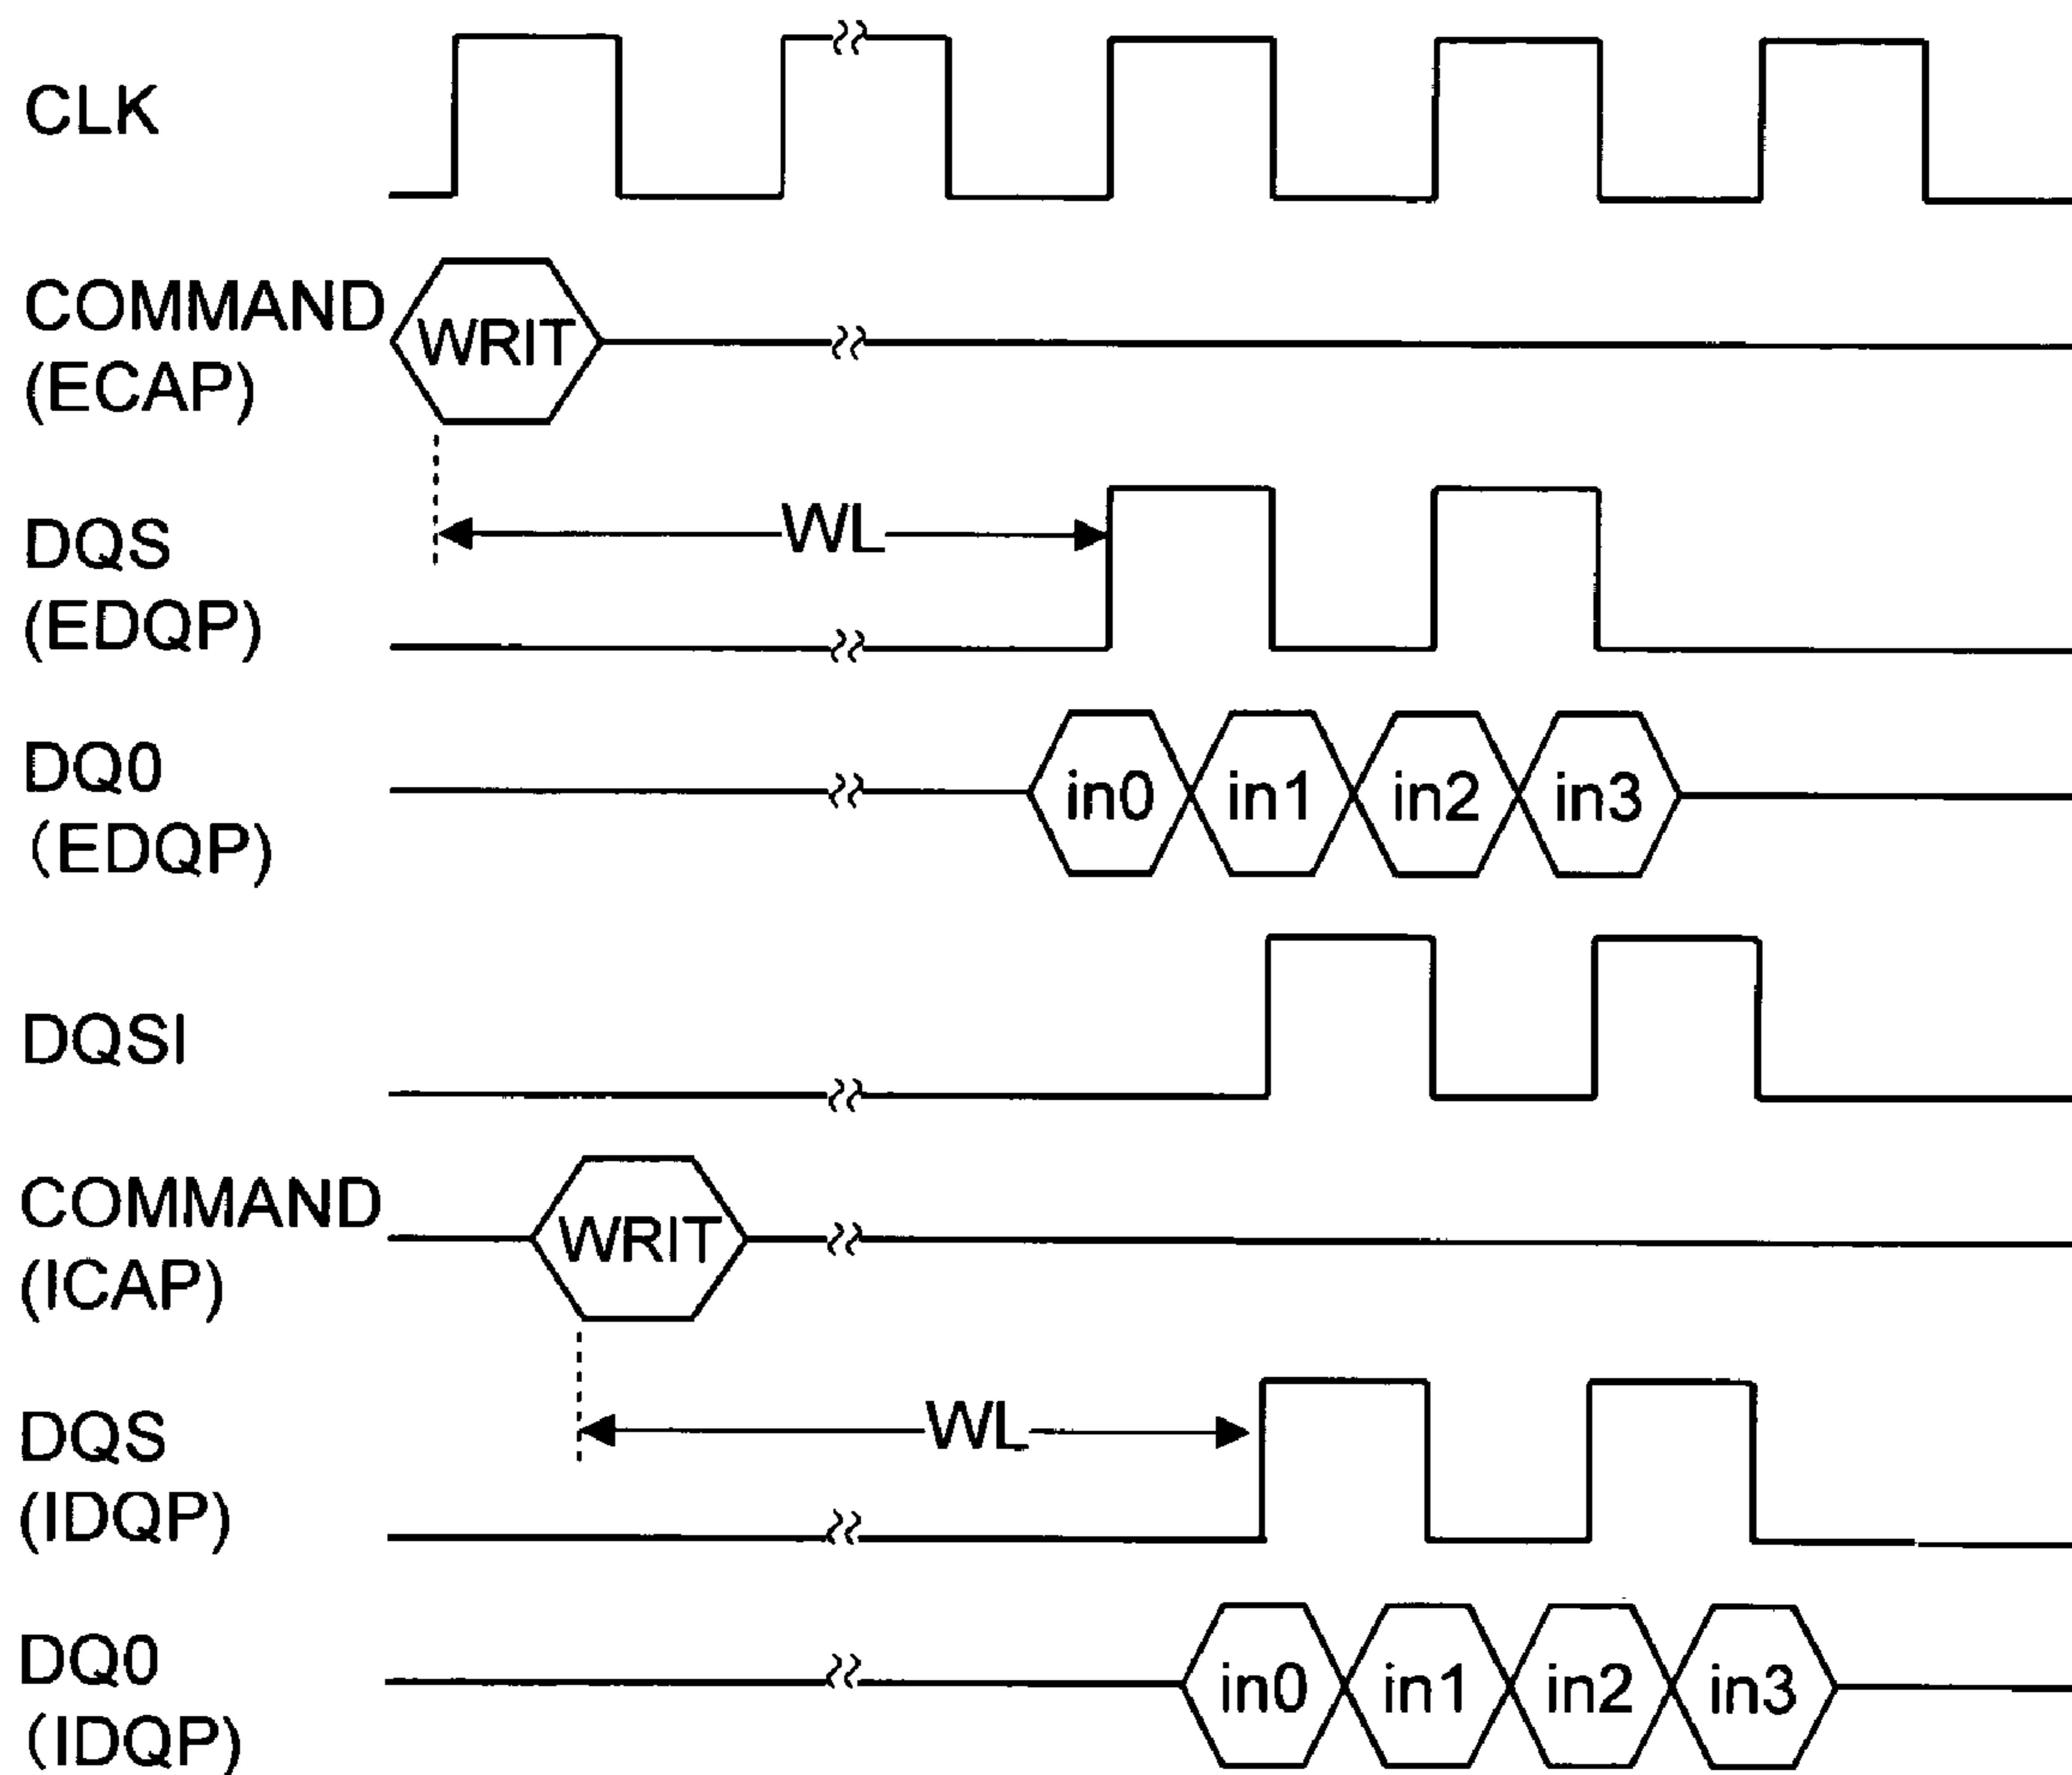 CLK
COMMAND
(ECAP)
WRIT
DQS
(EDQP)
WL
DQ0
(EDQP)
in0 in1 in2 in3
DQSI
COMMAND
(ICAP)
WRIT
DQS
(IDQP)
WL
DQ0
(IDQP)
in0 in1 in2 in3